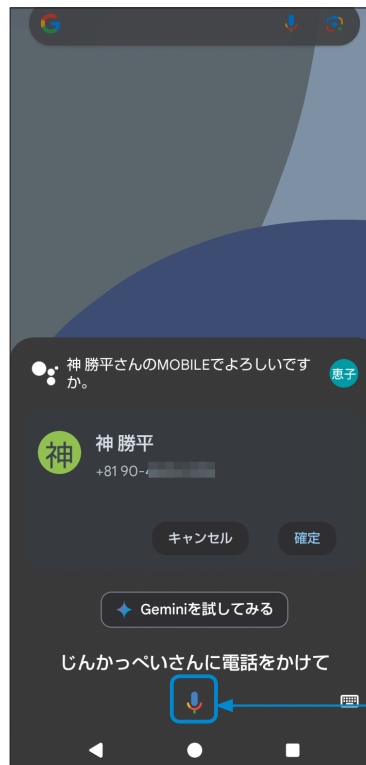 神 勝平さんのMOBILEでよろしいです
か。
恵子
神
神 勝平
+81 90-
キャンセル
確定
Geminiを試してみる
じんかっぺいさんに電話をかけて